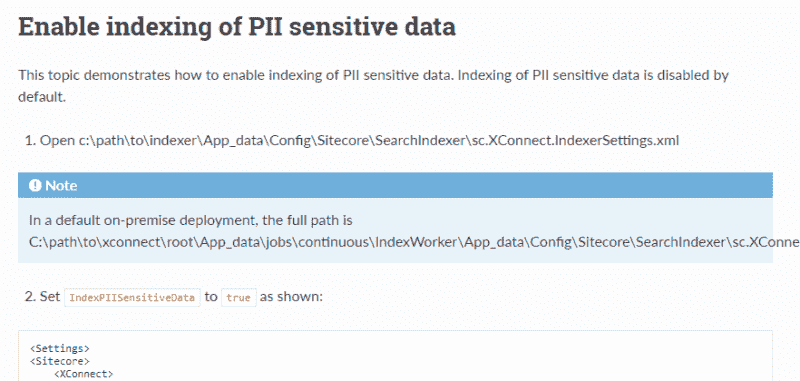 Enable indexing of PII sensitive data
This topic demonstrates how to enable indexing of PII sensitive data. Indexing of PII sensitive data is disabled by
default.
1. Open c:\path\to\indexer\App_data\Config\Sitecore\SearchIndexer\sc.XConnect.IndexerSettings.xml
Note
In a default on-premise deployment, the full path is
C:\path\to\xconnect\root\App_data\jobs\continuous\IndexWorker\App_data\Config\Sitecore\SearchIndexer\sc.XConne
2. Set IndexPIISensitiveData to true as shown:
<Settings>
<Sitecore>
<XConnect>